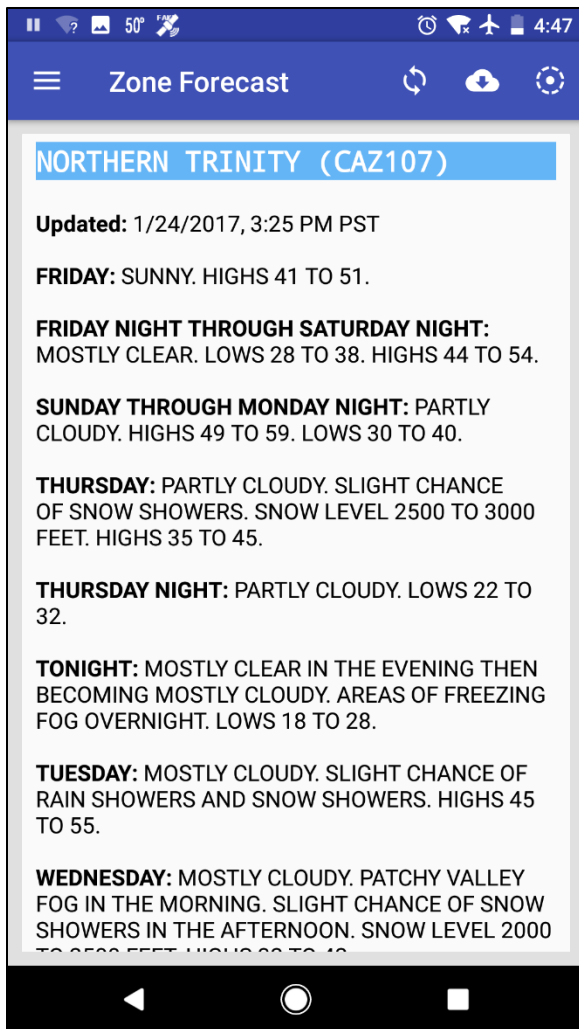 50° FAKE 4:47
Zone Forecast
NORTHERN TRINITY (CAZ107)
Updated: 1/24/2017, 3:25 PM PST
FRIDAY: SUNNY. HIGHS 41 TO 51.
FRIDAY NIGHT THROUGH SATURDAY NIGHT:
MOSTLY CLEAR. LOWS 28 TO 38. HIGHS 44 TO 54.
SUNDAY THROUGH MONDAY NIGHT: PARTLY
CLOUDY. HIGHS 49 TO 59. LOWS 30 TO 40.
THURSDAY: PARTLY CLOUDY. SLIGHT CHANCE
OF SNOW SHOWERS. SNOW LEVEL 2500 TO 3000
FEET. HIGHS 35 TO 45.
THURSDAY NIGHT: PARTLY CLOUDY. LOWS 22 TO
32.
TONIGHT: MOSTLY CLEAR IN THE EVENING THEN
BECOMING MOSTLY CLOUDY. AREAS OF FREEZING
FOG OVERNIGHT. LOWS 18 TO 28.
TUESDAY: MOSTLY CLOUDY. SLIGHT CHANCE OF
RAIN SHOWERS AND SNOW SHOWERS. HIGHS 45
TO 55.
WEDNESDAY: MOSTLY CLOUDY. PATCHY VALLEY
FOG IN THE MORNING. SLIGHT CHANCE OF SNOW
SHOWERS IN THE AFTERNOON. SNOW LEVEL 2000